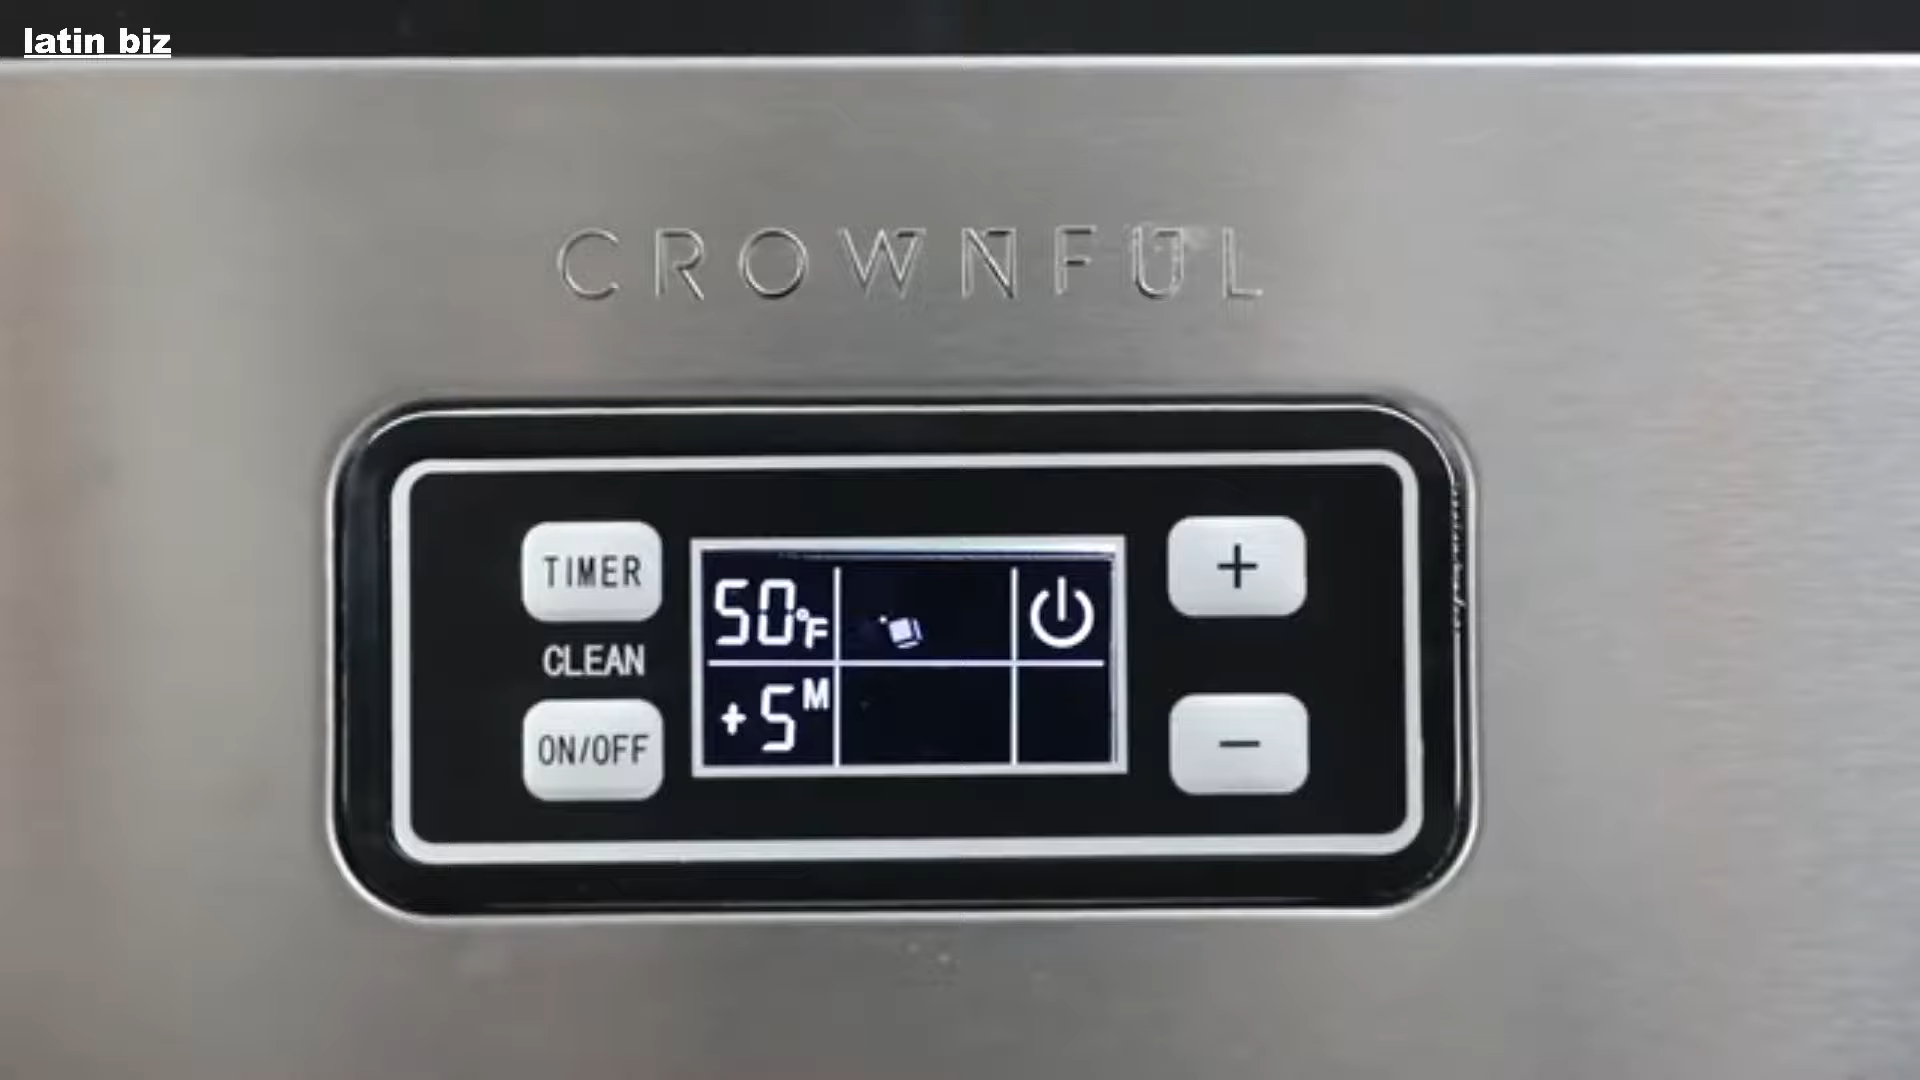 latin biz
CROWNFUL
TIMER
CLEAN
ON/OFF
50°F
+5M
+
−